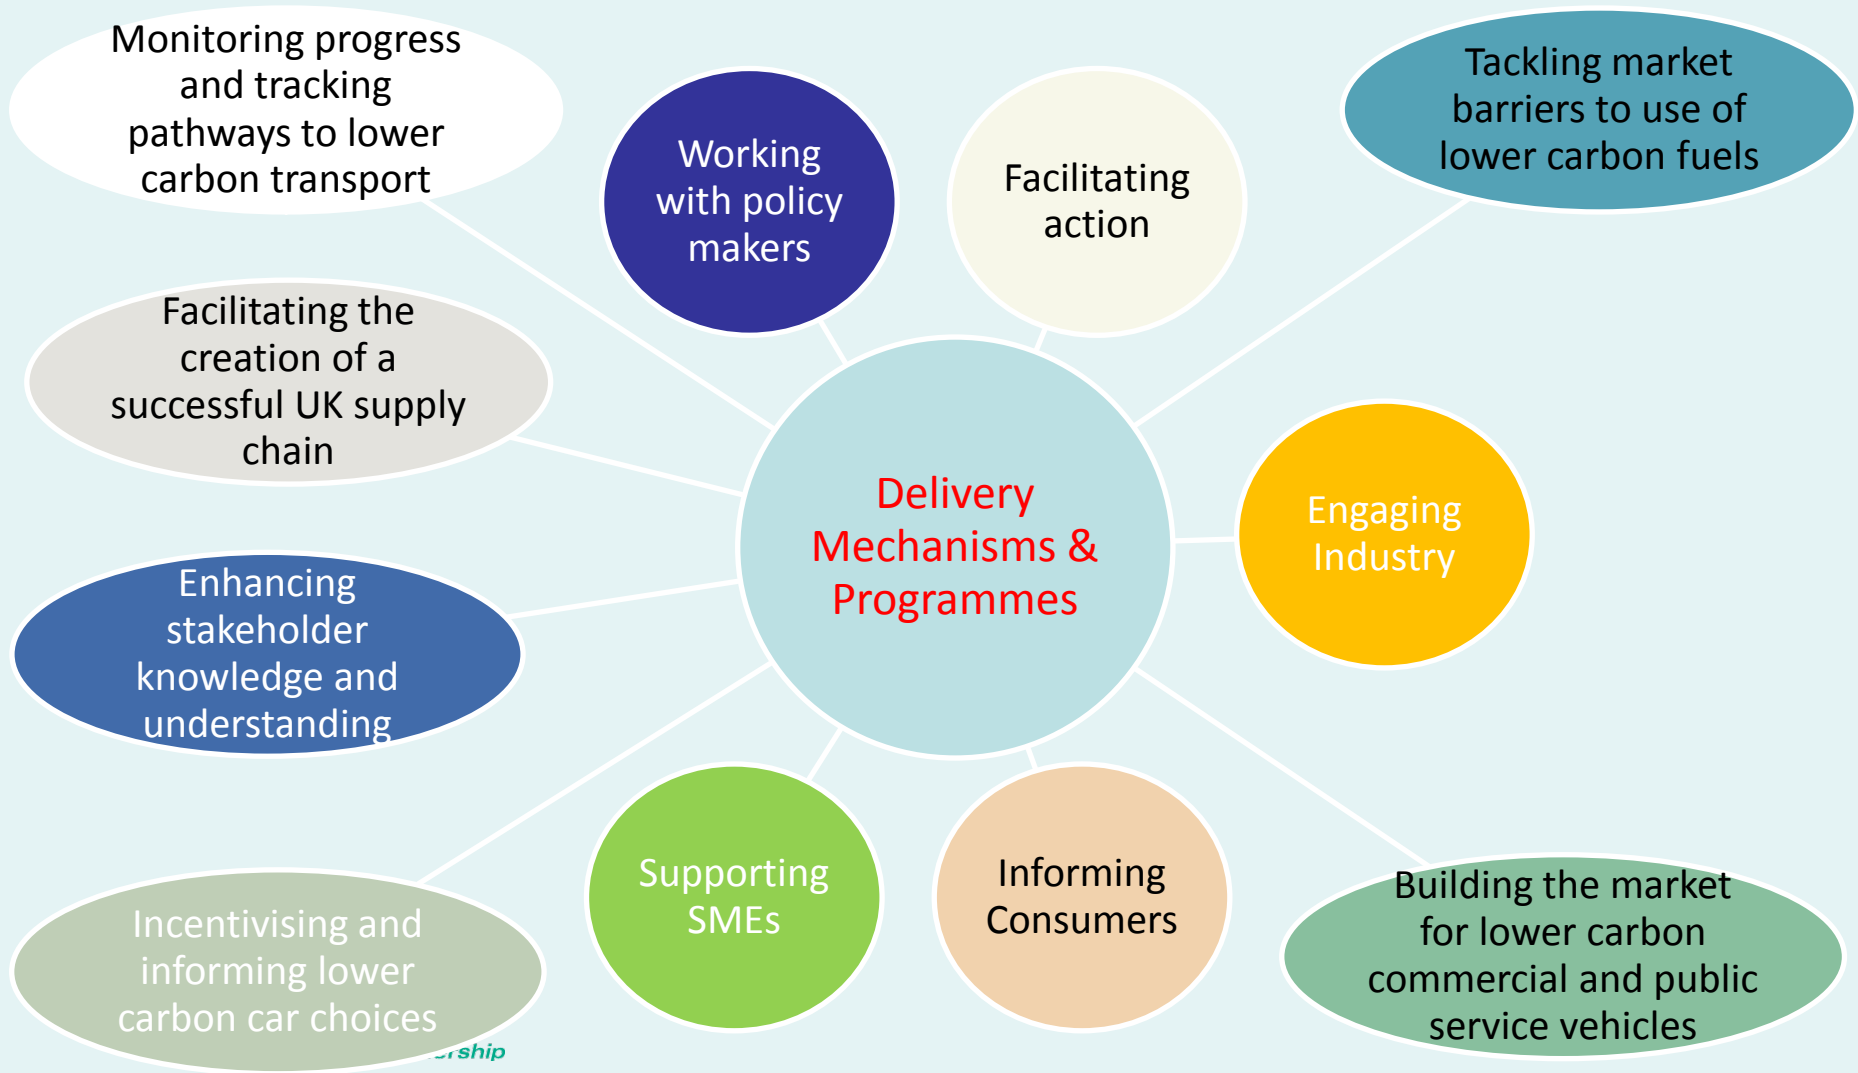 Monitoring progress
and tracking
pathways to lower
carbon transport
Working
with policy
makers
Facilitating
action
Tackling market
barriers to use of
lower carbon fuels
Facilitating the
creation of a
successful UK supply
chain
Delivery
Mechanisms &
Programmes
Engaging
Industry
Enhancing
stakeholder
knowledge and
understanding
Supporting
SMEs
Informing
Consumers
Incentivising and
informing lower
carbon car choices
Building the market
for lower carbon
commercial and public
service vehicles